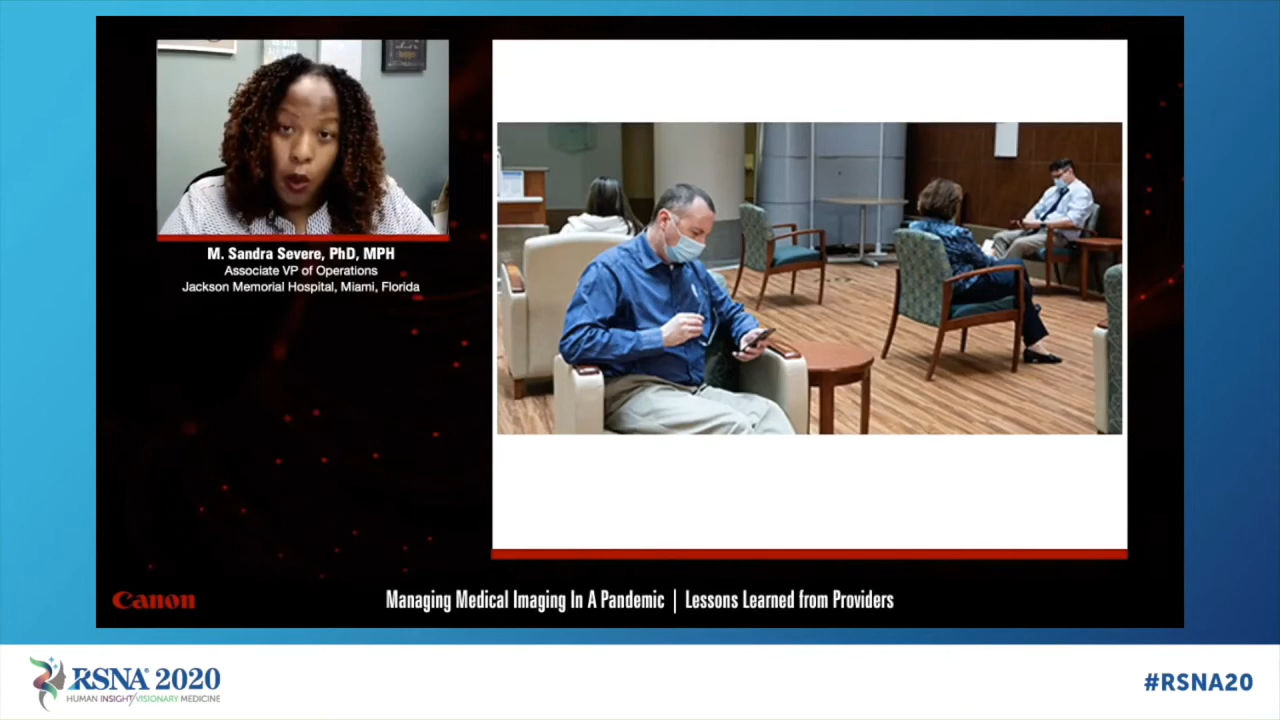 M. Sandra Severe, PhD, MPH
Associate VP of Operations
Jackson Memorial Hospital, Miami, Florida
Canon
Managing Medical Imaging In A Pandemic | Lessons Learned from Providers
RSNA® 2020
HUMAN INSIGHT/VISIONARY MEDICINE
#RSNA20